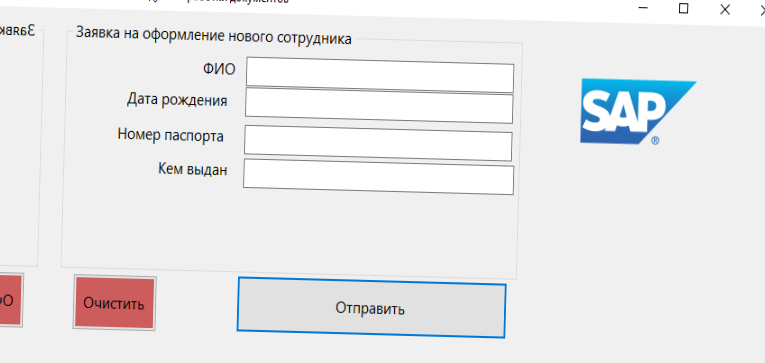 Заявка на оформление нового сотрудника
ФИО
Дата рождения
Номер паспорта
Кем выдан
SAP
®
Очистить
Отправить